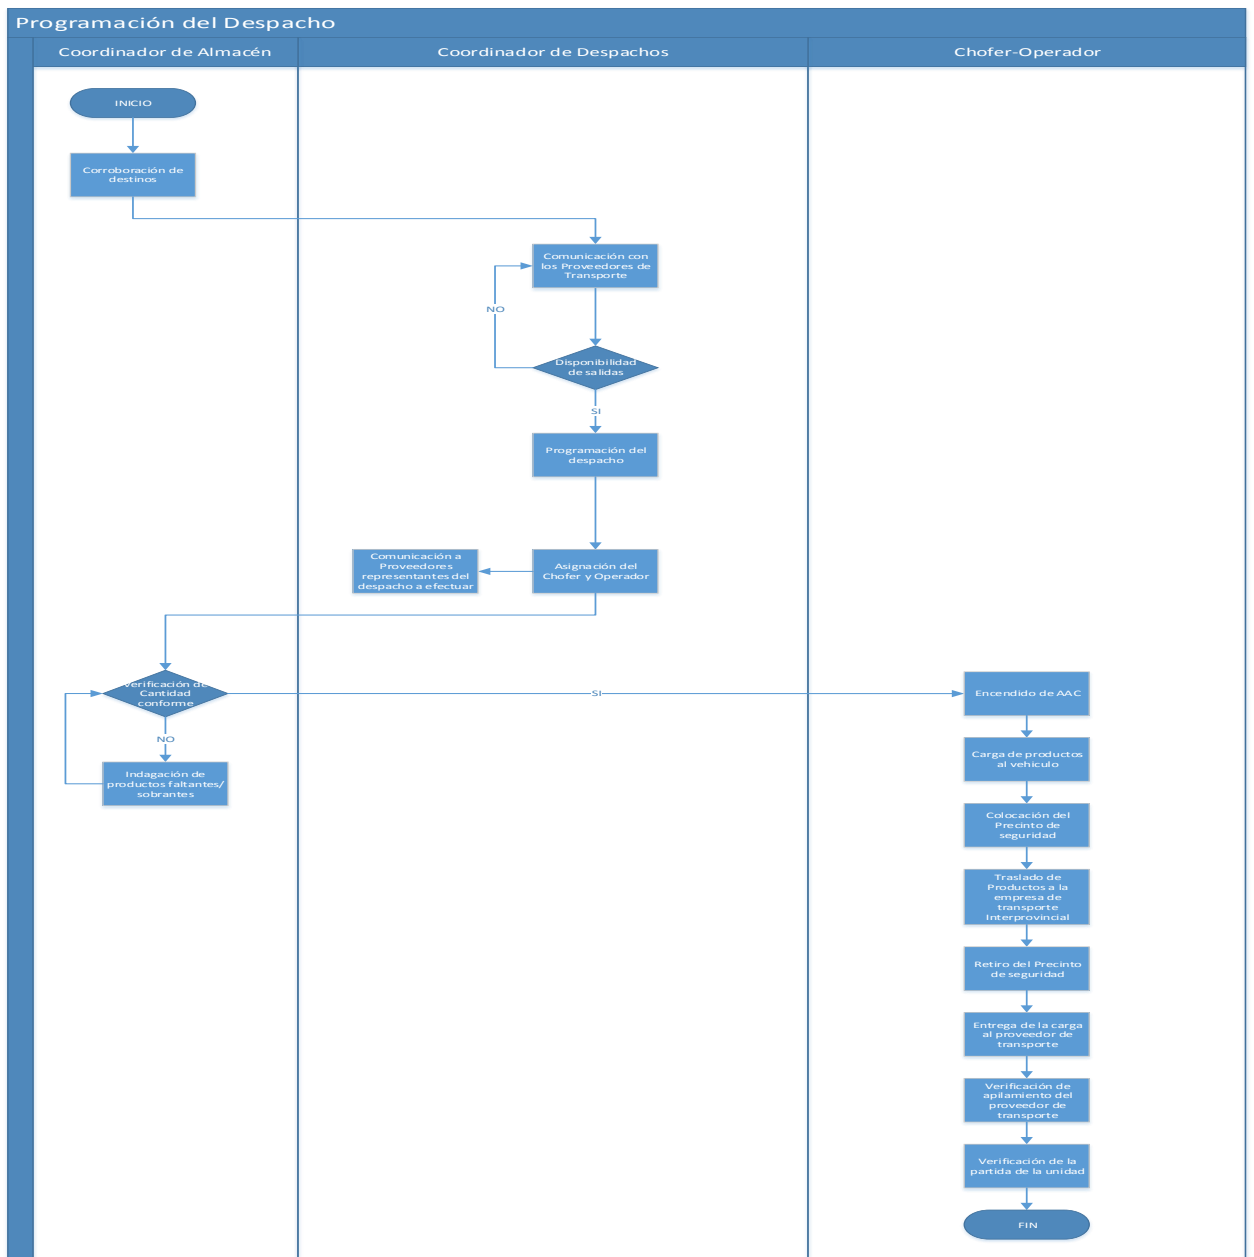 Programación del Despacho
Coordinador de Almacén
Coordinador de Despachos
Chofer-Operador
INICIO
Corroboración de
destinos
Comunicación con
los Proveedores de
Transporte
NO
Disponibilidad
de salidas
SI
Programación del
despacho
Comunicación a
Proveedores
representantes del
despacho a efectuar
Asignación del
Chofer y Operador
Verificación de
Cantidad
conforme
SI
NO
Indagación de
productos faltantes/
sobrantes
Encendido de AAC
Carga de productos
al vehiculo
Colocación del
Precinto de
seguridad
Traslado de
Productos a la
empresa de
transporte
Interprovincial
Retiro del Precinto
de seguridad
Entrega de la carga
al proveedor de
transporte
Verificación de
apilamiento del
proveedor de
transporte
Verificación de la
partida de la unidad
FIN